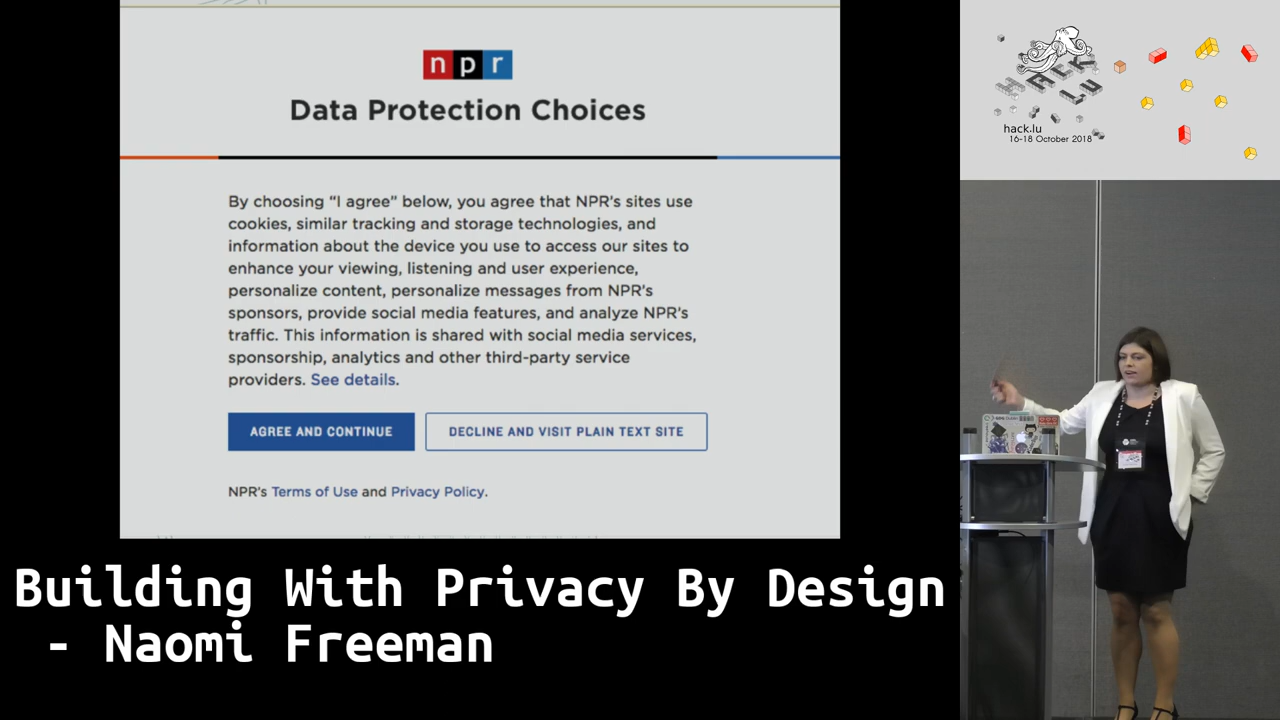 npr
Data Protection Choices
By choosing “I agree” below, you agree that NPR’s sites use
cookies, similar tracking and storage technologies, and
information about the device you use to access our sites to
enhance your viewing, listening and user experience,
personalize content, personalize messages from NPR’s
sponsors, provide social media features, and analyze NPR’s
traffic. This information is shared with social media services,
sponsorship, analytics and other third-party service
providers. See details.
AGREE AND CONTINUE
DECLINE AND VISIT PLAIN TEXT SITE
NPR’s Terms of Use and Privacy Policy.
HACK
LU
hack.lu
16-18 October 2018
Building With Privacy By Design
- Naomi Freeman